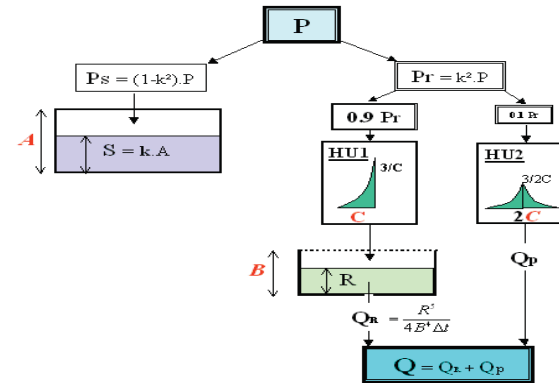 P
Ps = (1-k²).P
Pr = k².P
A
S = k.A
0.9 Pr
0.1 Pr
HU1
3/C
C
HU2
3/2C
2C
B
R
Qp
QR = R⁵/4B⁴Δt
Q = QR + Qp